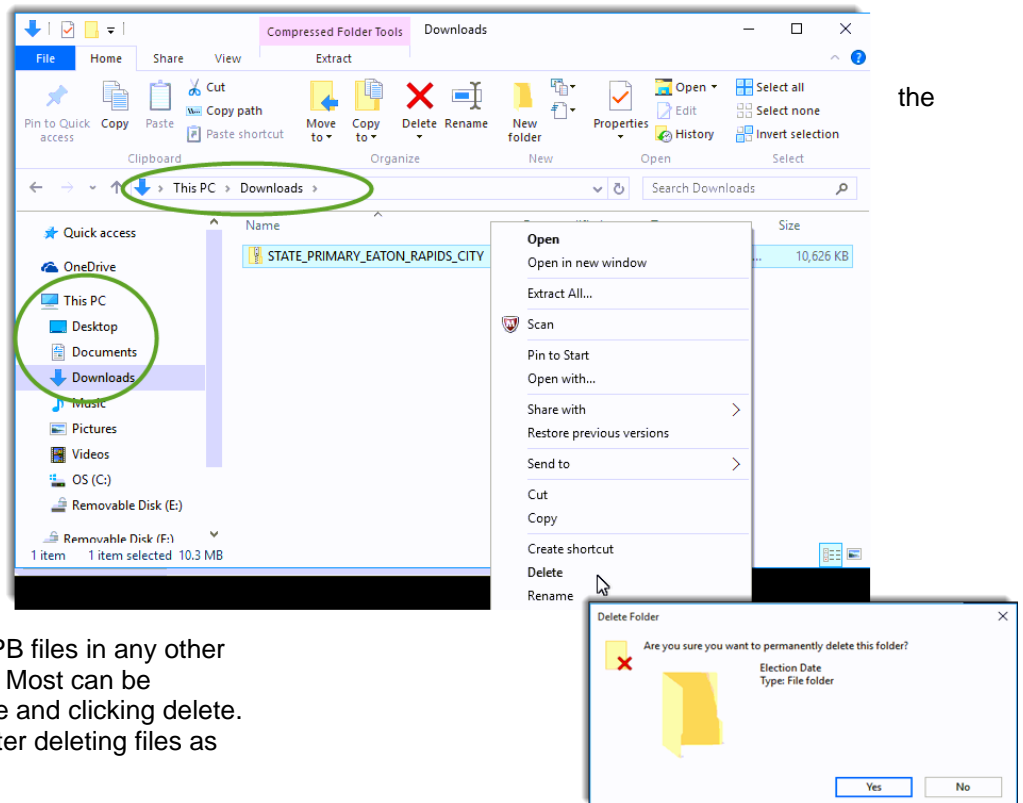 Compressed Folder Tools Downloads
File Home Share View Extract
Pin to Quick access
Copy
Paste
Cut
Copy path
Paste shortcut
Move to
Copy to
Delete
Rename
New folder
Properties
Open
Edit
History
Select all
Select none
Invert selection
Clipboard Organize New Open Select
the
This PC > Downloads >
Search Downloads
Name Size
Quick access
OneDrive
This PC
Desktop
Documents
Downloads
Music
Pictures
Videos
OS (C:)
Removable Disk (E:)
Removable Disk (E:)
STATE_PRIMARY_EATON_RAPIDS_CITY ... 10,626 KB
Open
Open in new window
Extract All...
Scan
Pin to Start
Open with...
Share with
Restore previous versions
Send to
Cut
Copy
Create shortcut
Delete
Rename
1 item 1 item selected 10.3 MB
PB files in any other
Most can be
e and clicking delete.
ter deleting files as
Delete Folder
Are you sure you want to permanently delete this folder?
Election Date
Type: File folder
Yes No